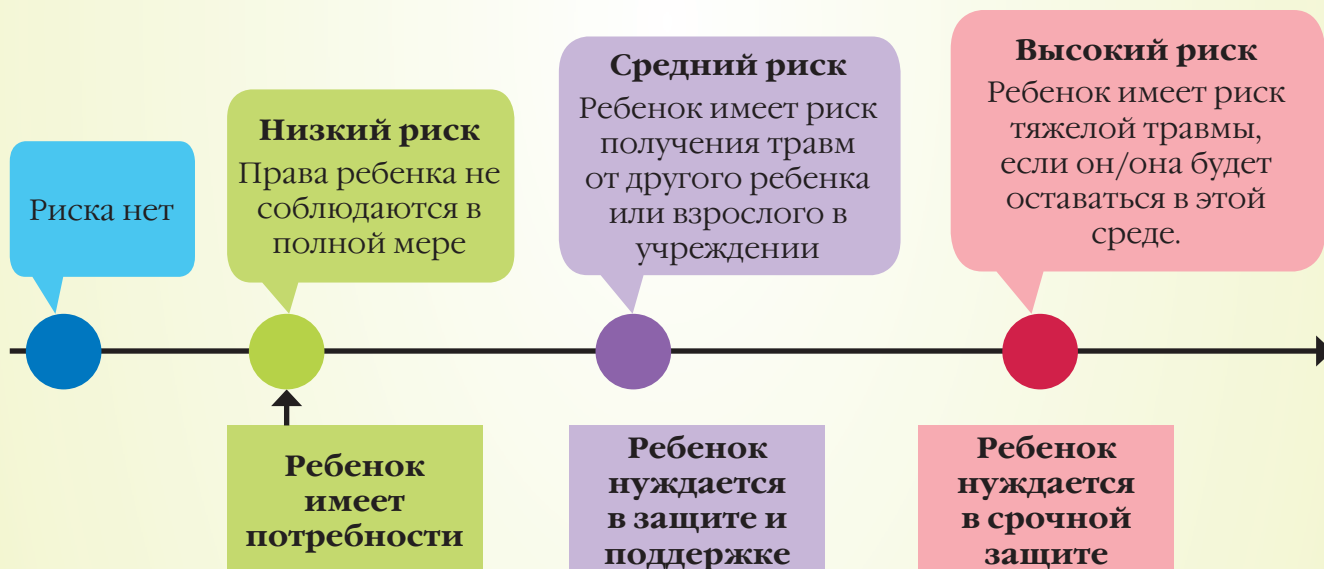 Риска нет
Низкий риск
Права ребенка не
соблюдаются в
полной мере
Средний риск
Ребенок имеет риск
получения травм
от другого ребенка
или взрослого в
учреждении
Высокий риск
Ребенок имеет риск
тяжелой травмы,
если он/она будет
оставаться в этой
среде.
Ребенок
имеет
потребности
Ребенок
нуждается
в защите и
поддержке
Ребенок
нуждается
в срочной
защите